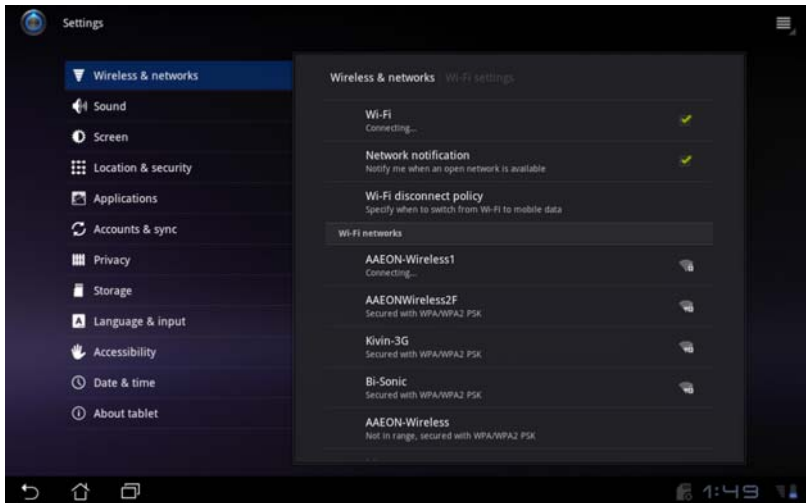 Settings
Wireless & networks
Sound
Screen
Location & security
Applications
Accounts & sync
Privacy
Storage
Language & input
Accessibility
Date & time
About tablet
Wireless & networks Wi-Fi settings
Wi-Fi
Connecting...
Network notification
Notify me when an open network is available
Wi-Fi disconnect policy
Specify when to switch from Wi-Fi to mobile data
Wi-Fi networks
AAEON-Wireless1
Connecting...
AAEONWireless2F
Secured with WPA/WPA2 PSK
Kivin-3G
Secured with WPA/WPA2 PSK
Bi-Sonic
Secured with WPA/WPA2 PSK
AAEON-Wireless
Not in range, secured with WPA/WPA2 PSK
1:49